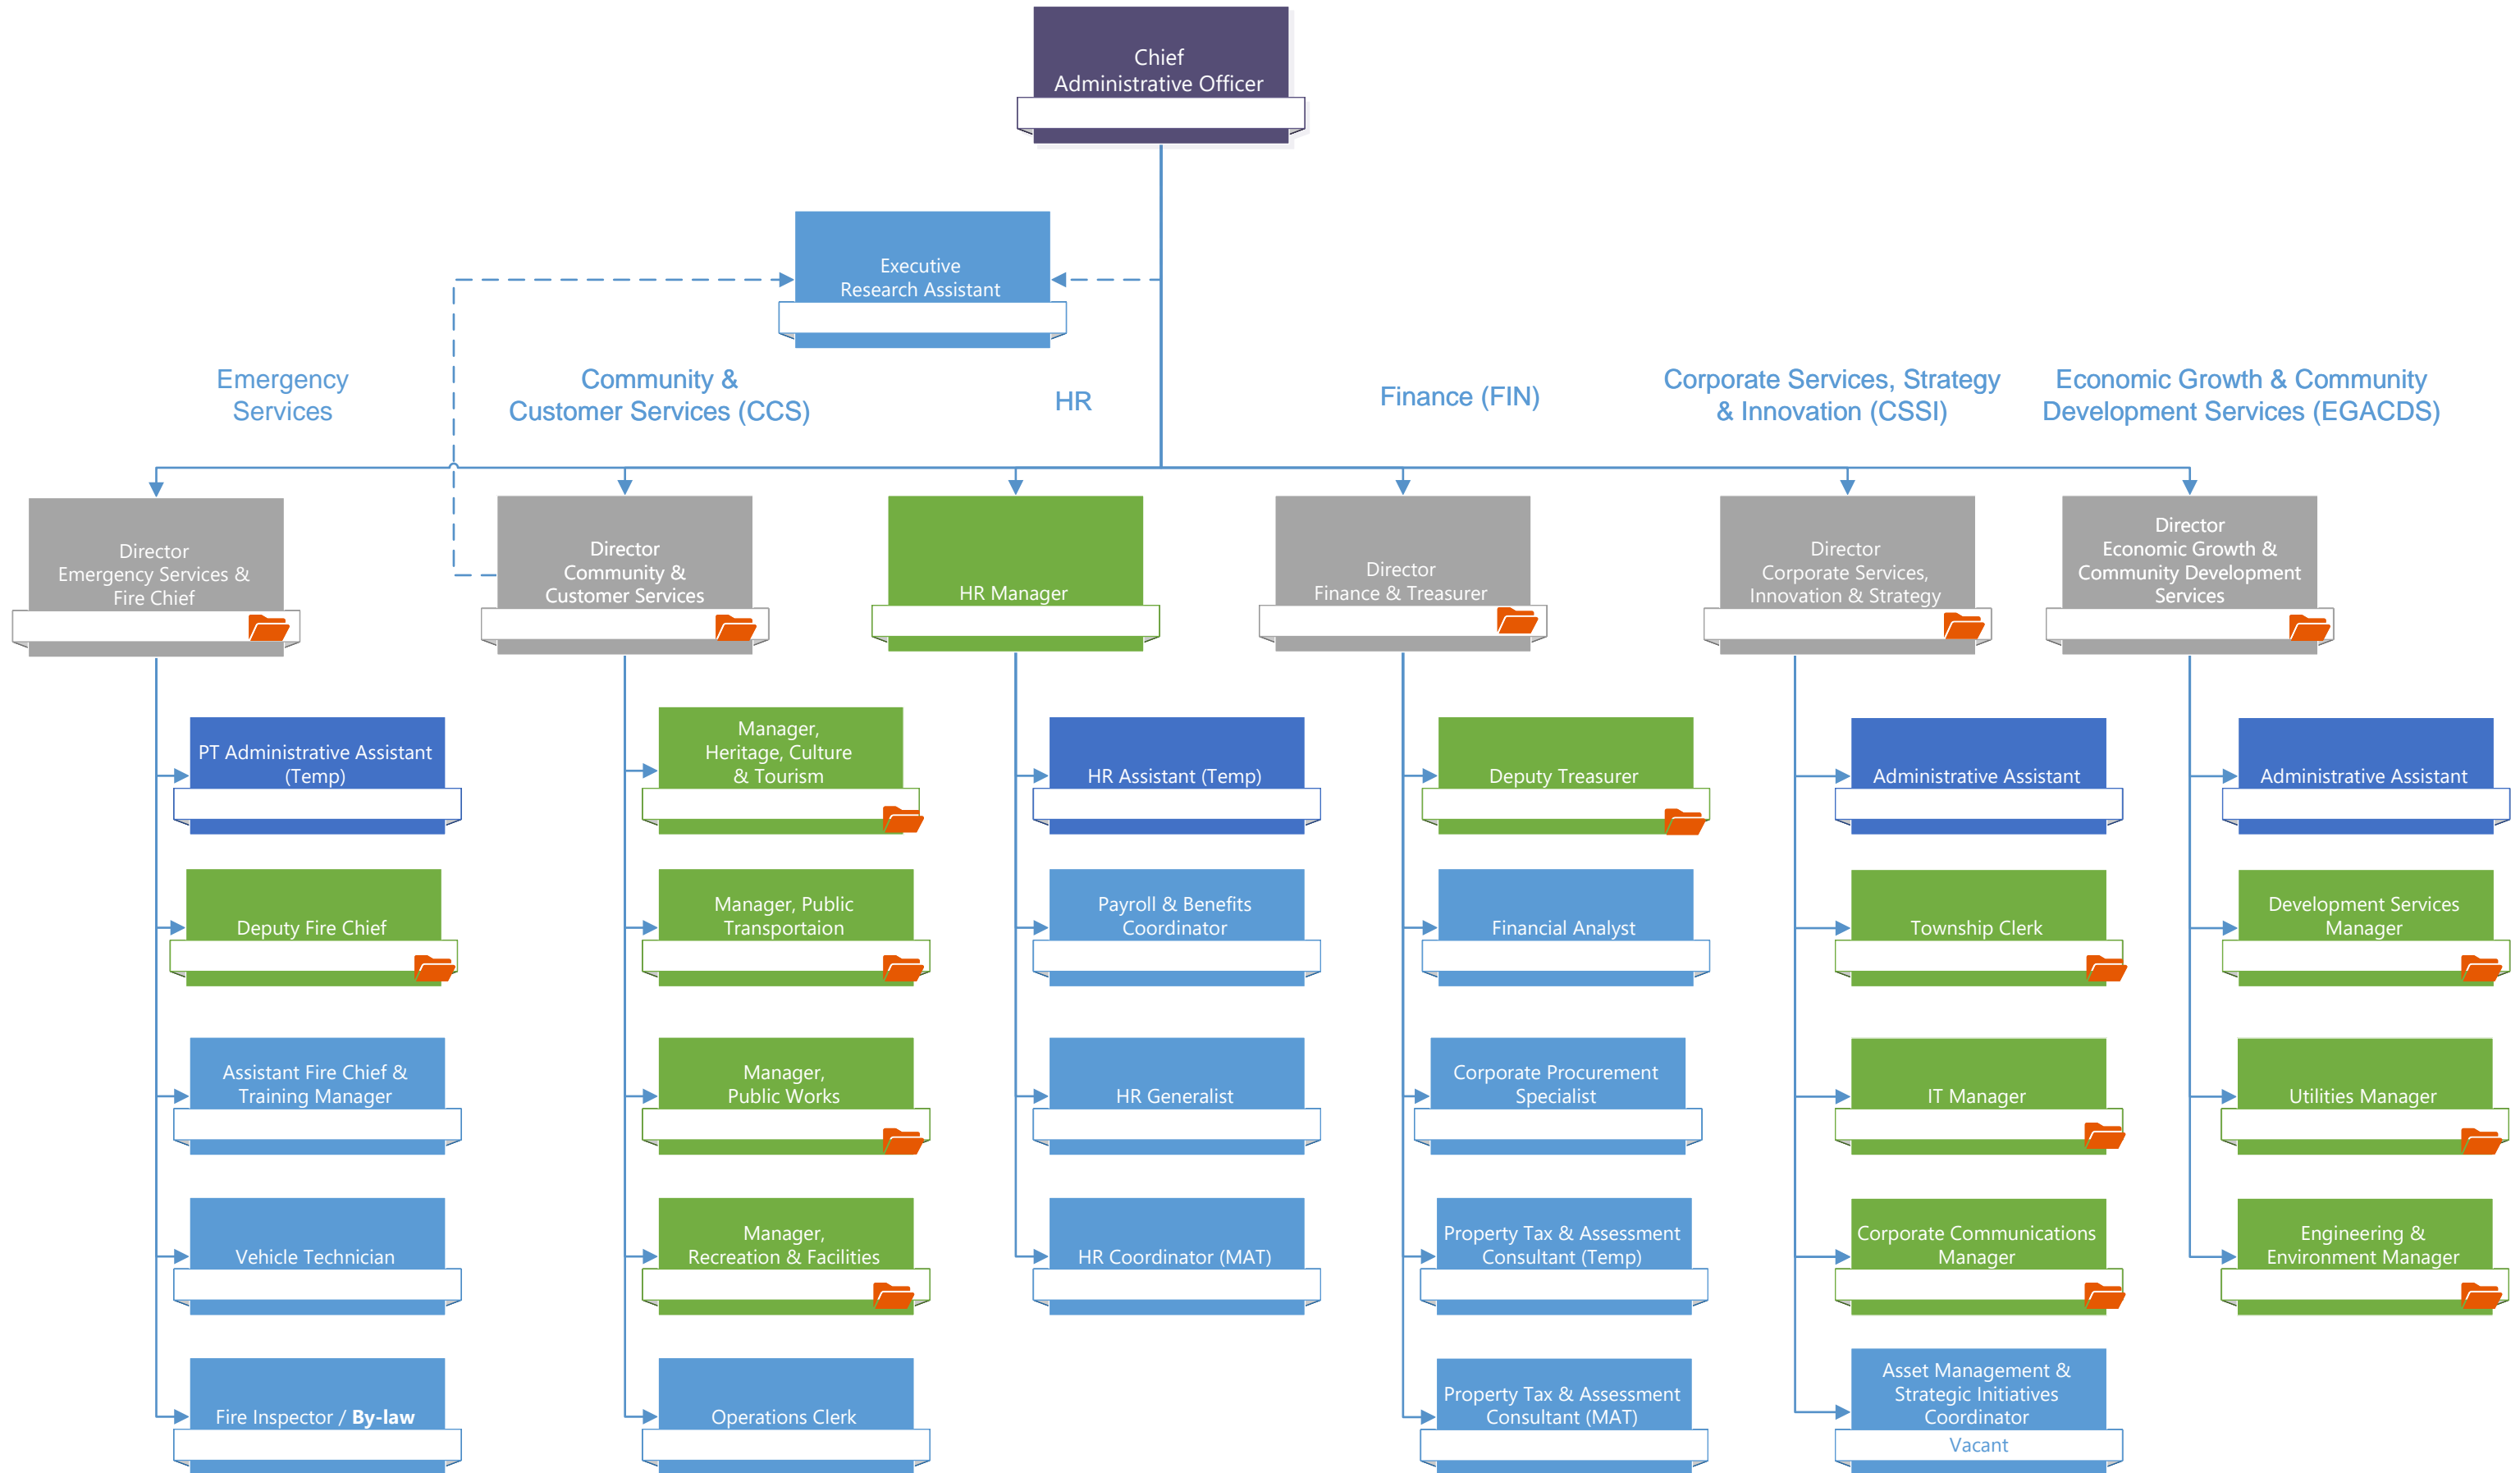 Chief
Administrative Officer
Executive
Research Assistant
Emergency
Services
Community &
Customer Services (CCS)
HR
Finance (FIN)
Corporate Services, Strategy
& Innovation (CSSI)
Economic Growth & Community
Development Services (EGACDS)
Director
Emergency Services &
Fire Chief
Director
Community &
Customer Services
HR Manager
Director
Finance & Treasurer
Director
Corporate Services,
Innovation & Strategy
Director
Economic Growth &
Community Development
Services
PT Administrative Assistant
(Temp)
Manager,
Heritage, Culture
& Tourism
HR Assistant (Temp)
Deputy Treasurer
Administrative Assistant
Administrative Assistant
Deputy Fire Chief
Manager, Public
Transportaion
Payroll & Benefits
Coordinator
Financial Analyst
Township Clerk
Development Services
Manager
Assistant Fire Chief &
Training Manager
Manager,
Public Works
HR Generalist
Corporate Procurement
Specialist
IT Manager
Utilities Manager
Vehicle Technician
Manager,
Recreation & Facilities
HR Coordinator (MAT)
Property Tax & Assessment
Consultant (Temp)
Corporate Communications
Manager
Engineering &
Environment Manager
Fire Inspector / By-law
Operations Clerk
Property Tax & Assessment
Consultant (MAT)
Asset Management &
Strategic Initiatives
Coordinator
Vacant